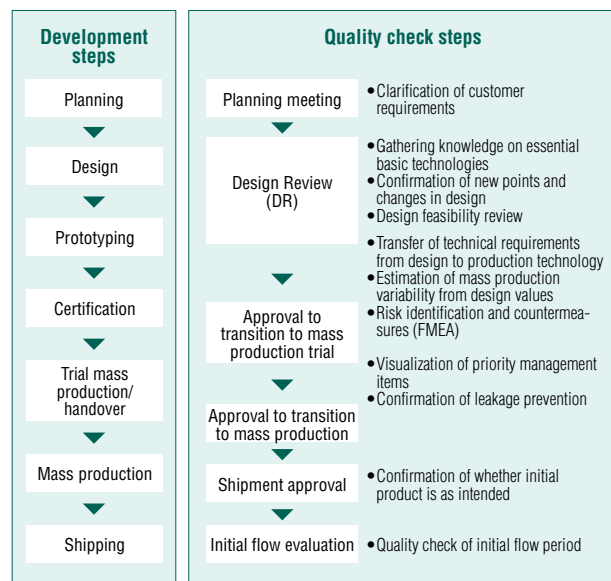 Development
steps
Planning
Design
Prototyping
Certification
Trial mass
production/
handover
Mass production
Shipping
Quality check steps
Planning meeting
•Clarification of customer
requirements
Design Review
(DR)
•Gathering knowledge on essential
basic technologies
•Confirmation of new points and
changes in design
•Design feasibility review
•Transfer of technical requirements
from design to production technology
•Estimation of mass production
variability from design values
•Risk identification and countermea-
sures (FMEA)
Approval to
transition to mass
production trial
•Visualization of priority management
items
•Confirmation of leakage prevention
Approval to transition
to mass production
Shipment approval
•Confirmation of whether initial
product is as intended
Initial flow evaluation
•Quality check of initial flow period